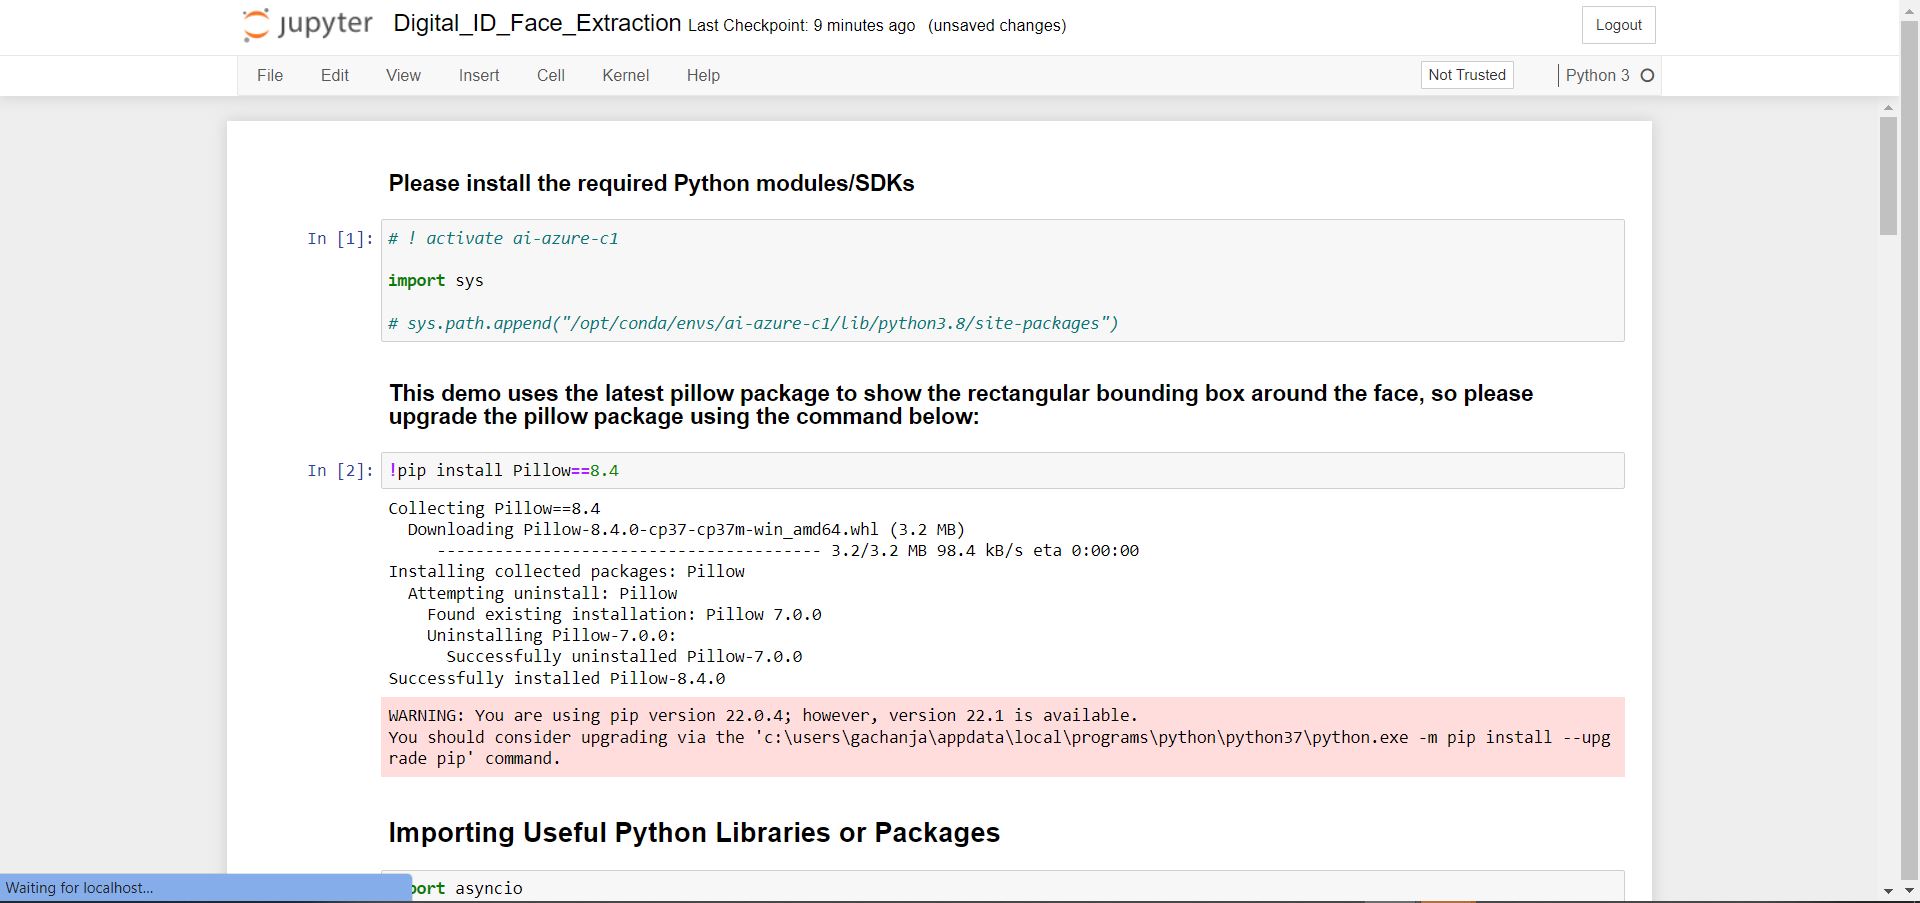 jupyter Digital_ID_Face_Extraction Last Checkpoint: 9 minutes ago (unsaved changes) Logout
File Edit View Insert Cell Kernel Help Not Trusted Python 3
Please install the required Python modules/SDKs
In [1]: # ! activate ai-azure-c1
import sys
# sys.path.append("/opt/conda/envs/ai-azure-c1/lib/python3.8/site-packages")
This demo uses the latest pillow package to show the rectangular bounding box around the face, so please
upgrade the pillow package using the command below:
In [2]: !pip install Pillow==8.4
Collecting Pillow==8.4
Downloading Pillow-8.4.0-cp37-cp37m-win_amd64.whl (3.2 MB)
---------------------------------------- 3.2/3.2 MB 98.4 kB/s eta 0:00:00
Installing collected packages: Pillow
Attempting uninstall: Pillow
Found existing installation: Pillow 7.0.0
Uninstalling Pillow-7.0.0:
Successfully uninstalled Pillow-7.0.0
Successfully installed Pillow-8.4.0
WARNING: You are using pip version 22.0.4; however, version 22.1 is available.
You should consider upgrading via the 'c:\users\gachanja\appdata\local\programs\python\python37\python.exe -m pip install --upg
rade pip' command.
Importing Useful Python Libraries or Packages
port asyncio
Waiting for localhost...